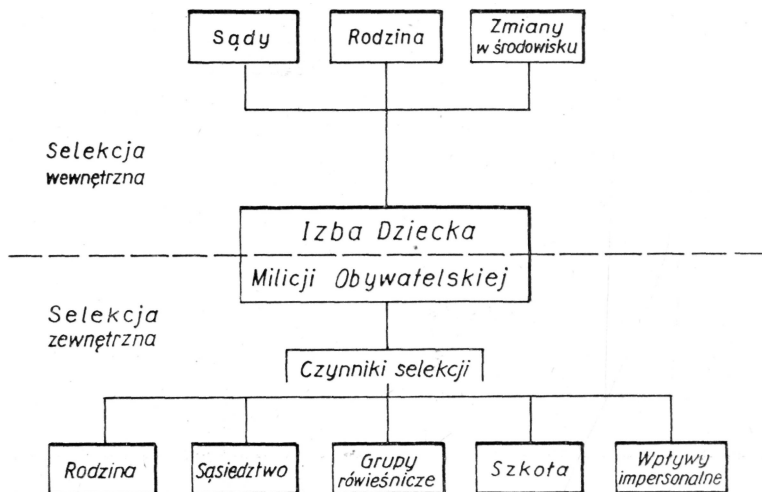 Sądy
Rodzina
Zmiany
w środowisku
Selekcja
wewnętrzna
Izba Dziecka
Milicji Obywatelskiej
Selekcja
zewnętrzna
Czynniki selekcji
Rodzina
Sąsiedztwo
Grupy
rówieśnicze
Szkoła
Wpływy
impersonalne